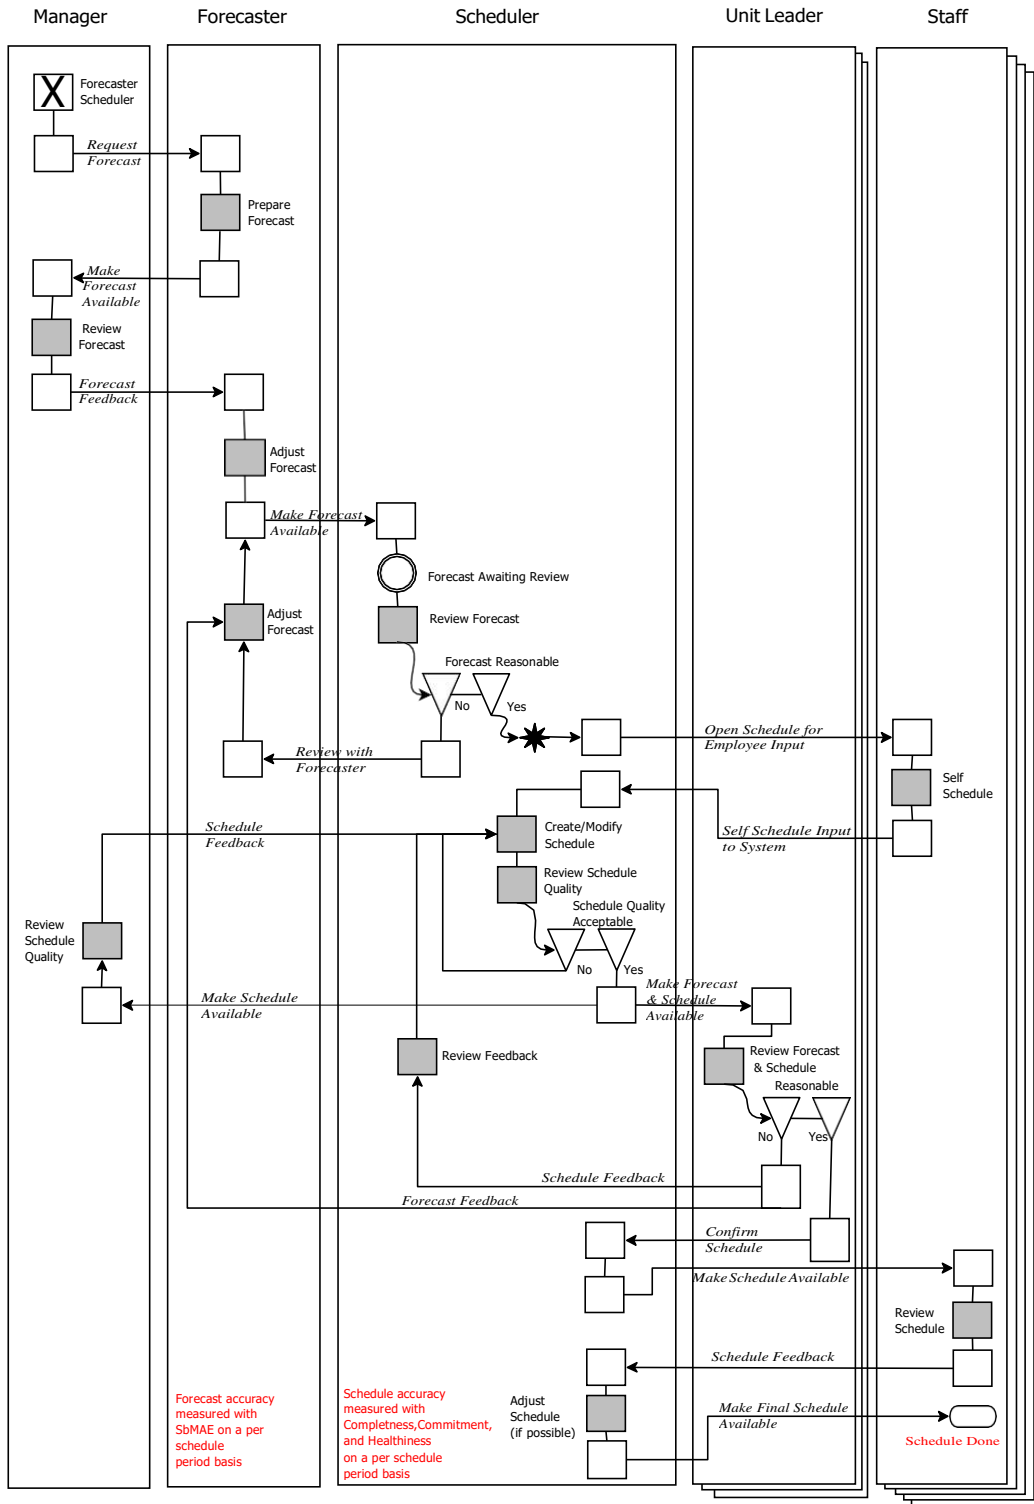 Manager
Forecaster
Scheduler
Unit Leader
Staff
X
Forecaster
Scheduler
Request
Forecast
Prepare
Forecast
Make
Forecast
Available
Review
Forecast
Forecast
Feedback
Adjust
Forecast
Make Forecast
Available
Forecast Awaiting Review
Adjust
Forecast
Review Forecast
Forecast Reasonable
No
Yes
Review with
Forecaster
Open Schedule for
Employee Input
Self
Schedule
Self Schedule Input
to System
Schedule
Feedback
Create/Modify
Schedule
Review Schedule
Quality
Schedule Quality
Acceptable
No
Yes
Review
Schedule
Quality
Make Schedule
Available
Make Forecast
& Schedule
Available
Review Feedback
Review Forecast
& Schedule
Reasonable
No
Yes
Schedule Feedback
Forecast Feedback
Confirm
Schedule
Make Schedule Available
Review
Schedule
Schedule Feedback
Adjust
Schedule
(if possible)
Make Final Schedule
Available
Schedule Done
Forecast accuracy
measured with
SbMAE on a per
schedule
period basis
Schedule accuracy
measured with
Completness,Commitment,
and Healthiness
on a per schedule
period basis